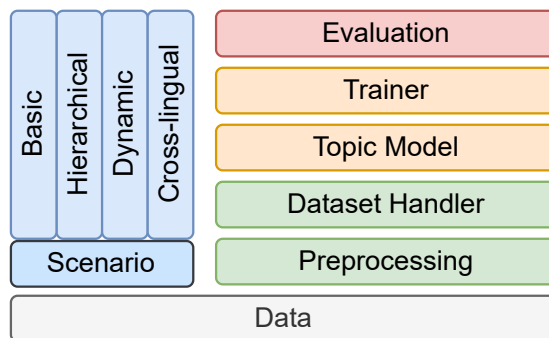 Basic
Hierarchical
Dynamic
Cross-lingual
Scenario
Evaluation
Trainer
Topic Model
Dataset Handler
Preprocessing
Data